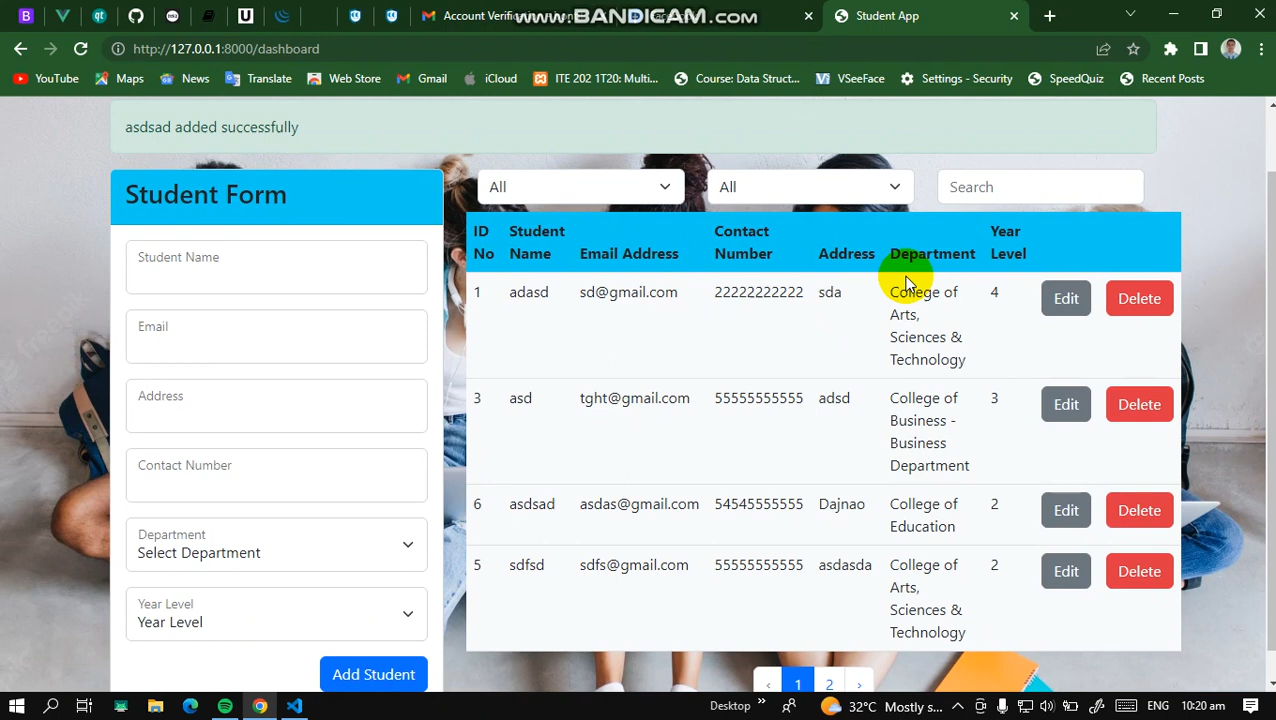 Account Verificat
www.BANDICAM.com
Student App
http://127.0.0.1:8000/dashboard
YouTube
Maps
News
Translate
Web Store
Gmail
iCloud
ITE 202 1T20: Multi...
Course: Data Struct...
VSeeFace
Settings - Security
SpeedQuiz
Recent Posts
asdsad added successfully
Student Form
Student Name
Email
Address
Contact Number
Department
Select Department
Year Level
Year Level
Add Student
All
All
Search
ID No Student Name Email Address Contact Number Address Department Year Level
1 adasd sd@gmail.com 22222222222 sda College of Arts, Sciences & Technology 4 Edit Delete
3 asd tght@gmail.com 55555555555 adsd College of Business - Business Department 3 Edit Delete
6 asdsad asdas@gmail.com 54545555555 Dajnao College of Education 2 Edit Delete
5 sdfsd sdfs@gmail.com 55555555555 asdasda College of Arts, Sciences & Technology 2 Edit Delete
‹ 1 2 ›
Desktop
32°C Mostly s...
ENG
10:20 am